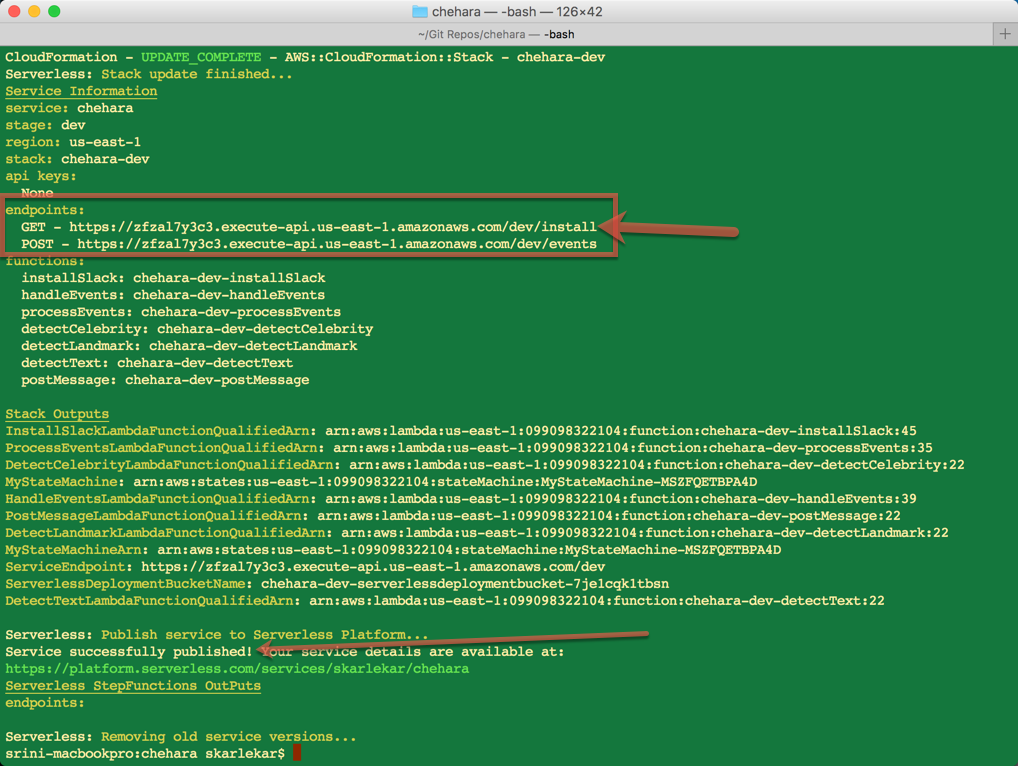 chehara — -bash — 126×42
~/Git Repos/chehara — -bash
CloudFormation - UPDATE_COMPLETE - AWS::CloudFormation::Stack - chehara-dev
Serverless: Stack update finished...
Service Information
service: chehara
stage: dev
region: us-east-1
stack: chehara-dev
api keys:
  None
endpoints:
  GET - https://zfzal7y3c3.execute-api.us-east-1.amazonaws.com/dev/install
  POST - https://zfzal7y3c3.execute-api.us-east-1.amazonaws.com/dev/events
functions:
  installSlack: chehara-dev-installSlack
  handleEvents: chehara-dev-handleEvents
  processEvents: chehara-dev-processEvents
  detectCelebrity: chehara-dev-detectCelebrity
  detectLandmark: chehara-dev-detectLandmark
  detectText: chehara-dev-detectText
  postMessage: chehara-dev-postMessage
Stack Outputs
InstallSlackLambdaFunctionQualifiedArn: arn:aws:lambda:us-east-1:099098322104:function:chehara-dev-installSlack:45
ProcessEventsLambdaFunctionQualifiedArn: arn:aws:lambda:us-east-1:099098322104:function:chehara-dev-processEvents:35
DetectCelebrityLambdaFunctionQualifiedArn: arn:aws:lambda:us-east-1:099098322104:function:chehara-dev-detectCelebrity:22
MyStateMachine: arn:aws:states:us-east-1:099098322104:stateMachine:MyStateMachine-MSZFQETBPA4D
HandleEventsLambdaFunctionQualifiedArn: arn:aws:lambda:us-east-1:099098322104:function:chehara-dev-handleEvents:39
PostMessageLambdaFunctionQualifiedArn: arn:aws:lambda:us-east-1:099098322104:function:chehara-dev-postMessage:22
DetectLandmarkLambdaFunctionQualifiedArn: arn:aws:lambda:us-east-1:099098322104:function:chehara-dev-detectLandmark:22
MyStateMachineArn: arn:aws:states:us-east-1:099098322104:stateMachine:MyStateMachine-MSZFQETBPA4D
ServiceEndpoint: https://zfzal7y3c3.execute-api.us-east-1.amazonaws.com/dev
ServerlessDeploymentBucketName: chehara-dev-serverlessdeploymentbucket-7je1cqk1tbsn
DetectTextLambdaFunctionQualifiedArn: arn:aws:lambda:us-east-1:099098322104:function:chehara-dev-detectText:22
Serverless: Publish service to Serverless Platform...
Service successfully published! Your service details are available at:
https://platform.serverless.com/services/skarlekar/chehara
Serverless StepFunctions OutPuts
endpoints:
Serverless: Removing old service versions...
srini-macbookpro:chehara skarlekar$